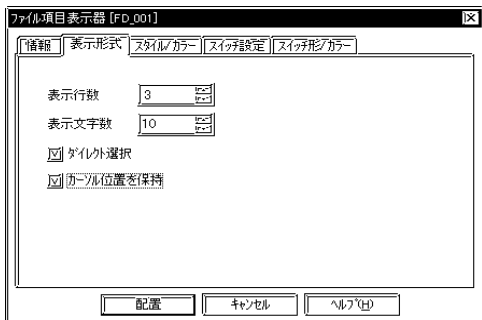 ファイル項目表示器 [FD_001]
情報 表示形式 スタイル/カラー スイッチ設定 スイッチ形/カラー
表示行数 3
表示文字数 10
ダイレクト選択
カーソル位置を保持
配置 キャンセル ヘルプ(H)